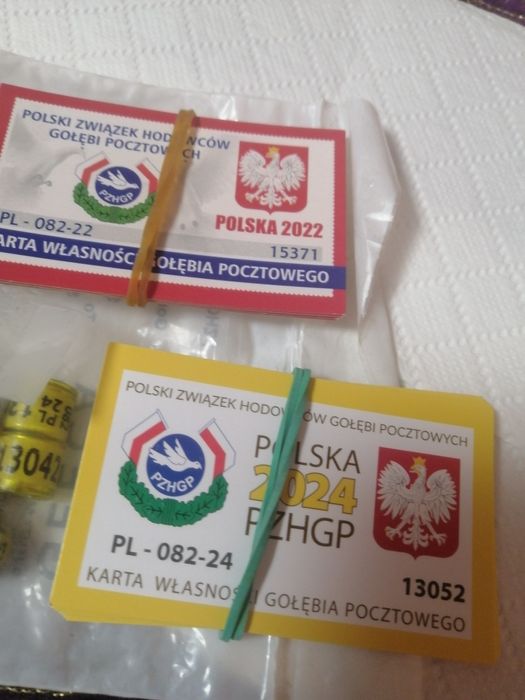 POLSKI ZWIĄZEK HODOWCÓW
GOŁĘBI POCZTOWYCH
PZHGP
POLSKA 2022
PL - 082-22
15371
KARTA WŁASNOŚCI GOŁĘBIA POCZTOWEGO
POLSKI ZWIĄZEK HODOWCÓW GOŁĘBI POCZTOWYCH
PZHGP
POLSKA
2024
PZHGP
PL - 082-24
13052
KARTA WŁASNOŚCI GOŁĘBIA POCZTOWEGO
PL
13042